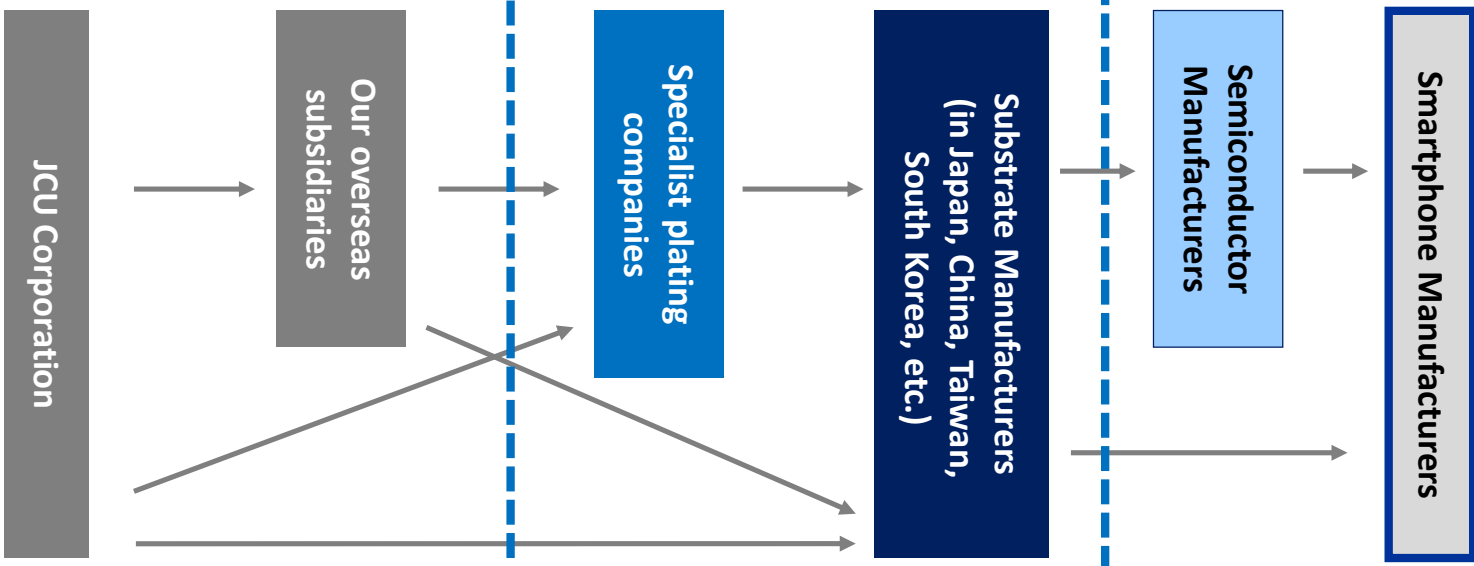 JCU Corporation
Our overseas
subsidiaries
Specialist plating
companies
Substrate Manufacturers
(in Japan, China, Taiwan,
South Korea, etc.)
Semiconductor
Manufacturers
Smartphone Manufacturers